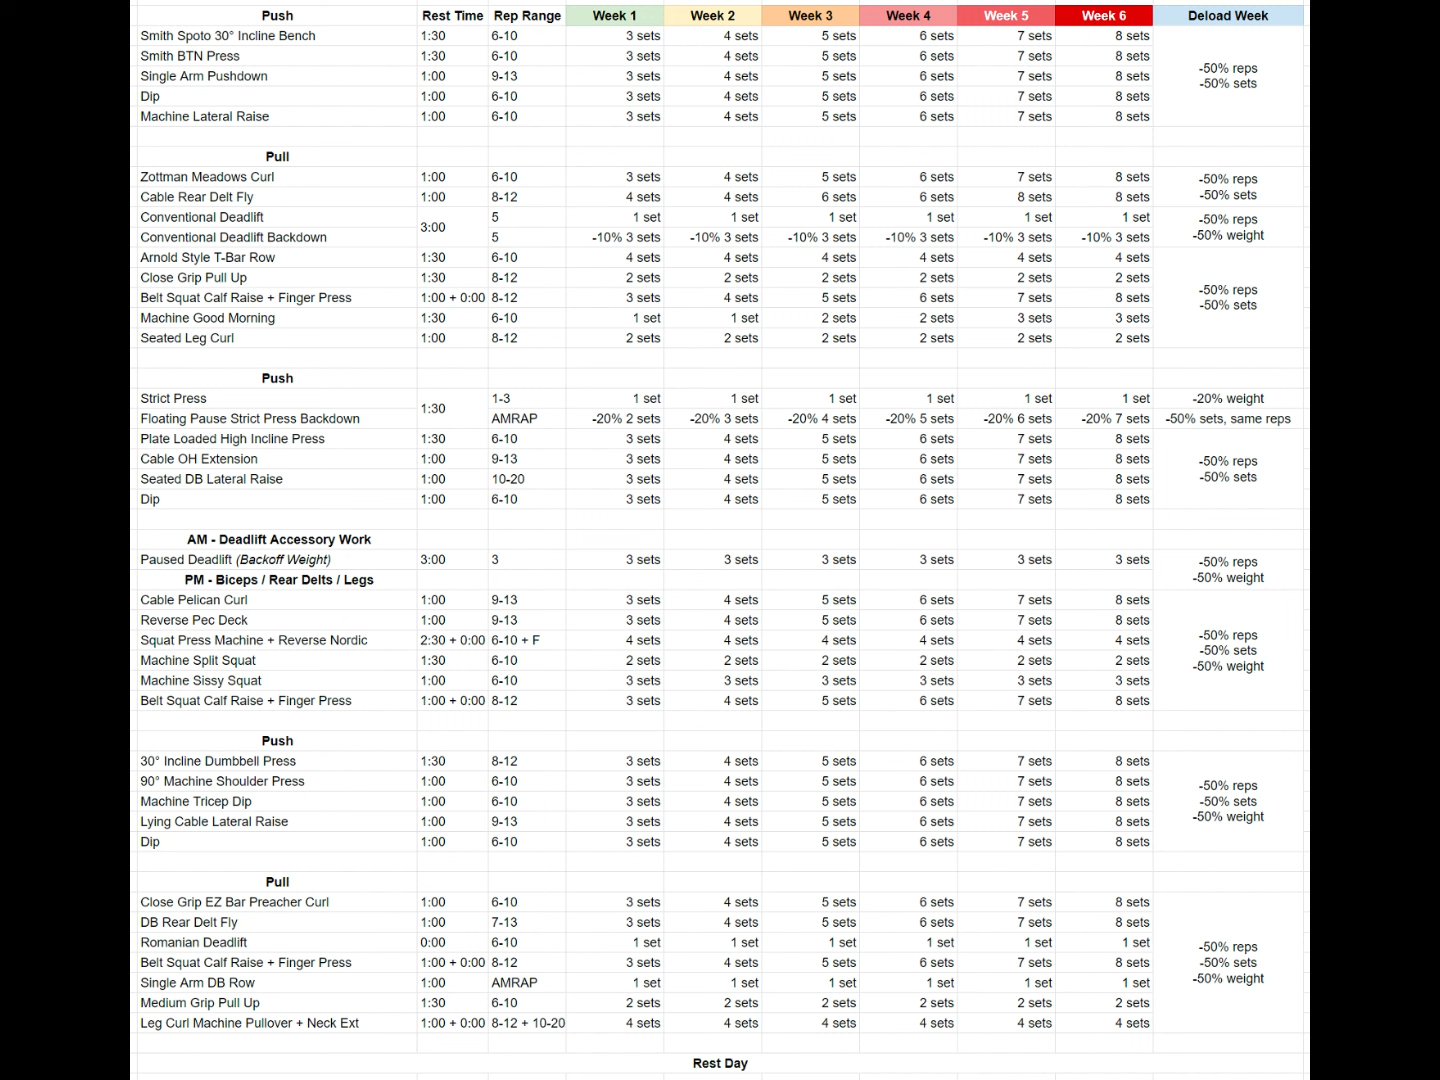 Push Rest Time Rep Range Week 1 Week 2 Week 3 Week 4 Week 5 Week 6 Deload Week
Smith Spoto 30° Incline Bench 1:30 6-10 3 sets 4 sets 5 sets 6 sets 7 sets 8 sets
Smith BTN Press 1:30 6-10 3 sets 4 sets 5 sets 6 sets 7 sets 8 sets
-50% reps
Single Arm Pushdown 1:00 9-13 3 sets 4 sets 5 sets 6 sets 7 sets 8 sets
-50% sets
Dip 1:00 6-10 3 sets 4 sets 5 sets 6 sets 7 sets 8 sets
Machine Lateral Raise 1:00 6-10 3 sets 4 sets 5 sets 6 sets 7 sets 8 sets
Pull
Zottman Meadows Curl 1:00 6-10 3 sets 4 sets 5 sets 6 sets 7 sets 8 sets -50% reps
Cable Rear Delt Fly 1:00 8-12 4 sets 4 sets 6 sets 6 sets 8 sets 8 sets -50% sets
Conventional Deadlift 5 1 set 1 set 1 set 1 set 1 set 1 set -50% reps
3:00
Conventional Deadlift Backdown 5 -10% 3 sets -10% 3 sets -10% 3 sets -10% 3 sets -10% 3 sets -10% 3 sets -50% weight
Arnold Style T-Bar Row 1:30 6-10 4 sets 4 sets 4 sets 4 sets 4 sets 4 sets
Close Grip Pull Up 1:30 8-12 2 sets 2 sets 2 sets 2 sets 2 sets 2 sets
-50% reps
Belt Squat Calf Raise + Finger Press 1:00 + 0:00 8-12 3 sets 4 sets 5 sets 6 sets 7 sets 8 sets
-50% sets
Machine Good Morning 1:30 6-10 1 set 1 set 2 sets 2 sets 3 sets 3 sets
Seated Leg Curl 1:00 8-12 2 sets 2 sets 2 sets 2 sets 2 sets 2 sets
Push
Strict Press 1-3 1 set 1 set 1 set 1 set 1 set 1 set -20% weight
1:30
Floating Pause Strict Press Backdown AMRAP -20% 2 sets -20% 3 sets -20% 4 sets -20% 5 sets -20% 6 sets -20% 7 sets -50% sets, same reps
Plate Loaded High Incline Press 1:30 6-10 3 sets 4 sets 5 sets 6 sets 7 sets 8 sets
Cable OH Extension 1:00 9-13 3 sets 4 sets 5 sets 6 sets 7 sets 8 sets -50% reps
Seated DB Lateral Raise 1:00 10-20 3 sets 4 sets 5 sets 6 sets 7 sets 8 sets -50% sets
Dip 1:00 6-10 3 sets 4 sets 5 sets 6 sets 7 sets 8 sets
AM - Deadlift Accessory Work
Paused Deadlift (Backoff Weight) 3:00 3 3 sets 3 sets 3 sets 3 sets 3 sets 3 sets -50% reps
PM - Biceps / Rear Delts / Legs -50% weight
Cable Pelican Curl 1:00 9-13 3 sets 4 sets 5 sets 6 sets 7 sets 8 sets
Reverse Pec Deck 1:00 9-13 3 sets 4 sets 5 sets 6 sets 7 sets 8 sets
-50% reps
Squat Press Machine + Reverse Nordic 2:30 + 0:00 6-10 + F 4 sets 4 sets 4 sets 4 sets 4 sets 4 sets
-50% sets
Machine Split Squat 1:30 6-10 2 sets 2 sets 2 sets 2 sets 2 sets 2 sets
-50% weight
Machine Sissy Squat 1:00 6-10 3 sets 3 sets 3 sets 3 sets 3 sets 3 sets
Belt Squat Calf Raise + Finger Press 1:00 + 0:00 8-12 3 sets 4 sets 5 sets 6 sets 7 sets 8 sets
Push
30° Incline Dumbbell Press 1:30 8-12 3 sets 4 sets 5 sets 6 sets 7 sets 8 sets
90° Machine Shoulder Press 1:00 6-10 3 sets 4 sets 5 sets 6 sets 7 sets 8 sets
-50% reps
Machine Tricep Dip 1:00 6-10 3 sets 4 sets 5 sets 6 sets 7 sets 8 sets -50% sets
-50% weight
Lying Cable Lateral Raise 1:00 9-13 3 sets 4 sets 5 sets 6 sets 7 sets 8 sets
Dip 1:00 6-10 3 sets 4 sets 5 sets 6 sets 7 sets 8 sets
Pull
Close Grip EZ Bar Preacher Curl 1:00 6-10 3 sets 4 sets 5 sets 6 sets 7 sets 8 sets
DB Rear Delt Fly 1:00 7-13 3 sets 4 sets 5 sets 6 sets 7 sets 8 sets
Romanian Deadlift 0:00 6-10 1 set 1 set 1 set 1 set 1 set 1 set -50% reps
Belt Squat Calf Raise + Finger Press 1:00 + 0:00 8-12 3 sets 4 sets 5 sets 6 sets 7 sets 8 sets -50% sets
Single Arm DB Row 1:00 AMRAP 1 set 1 set 1 set 1 set 1 set 1 set -50% weight
Medium Grip Pull Up 1:30 6-10 2 sets 2 sets 2 sets 2 sets 2 sets 2 sets
Leg Curl Machine Pullover + Neck Ext 1:00 + 0:00 8-12 + 10-20 4 sets 4 sets 4 sets 4 sets 4 sets 4 sets
Rest Day